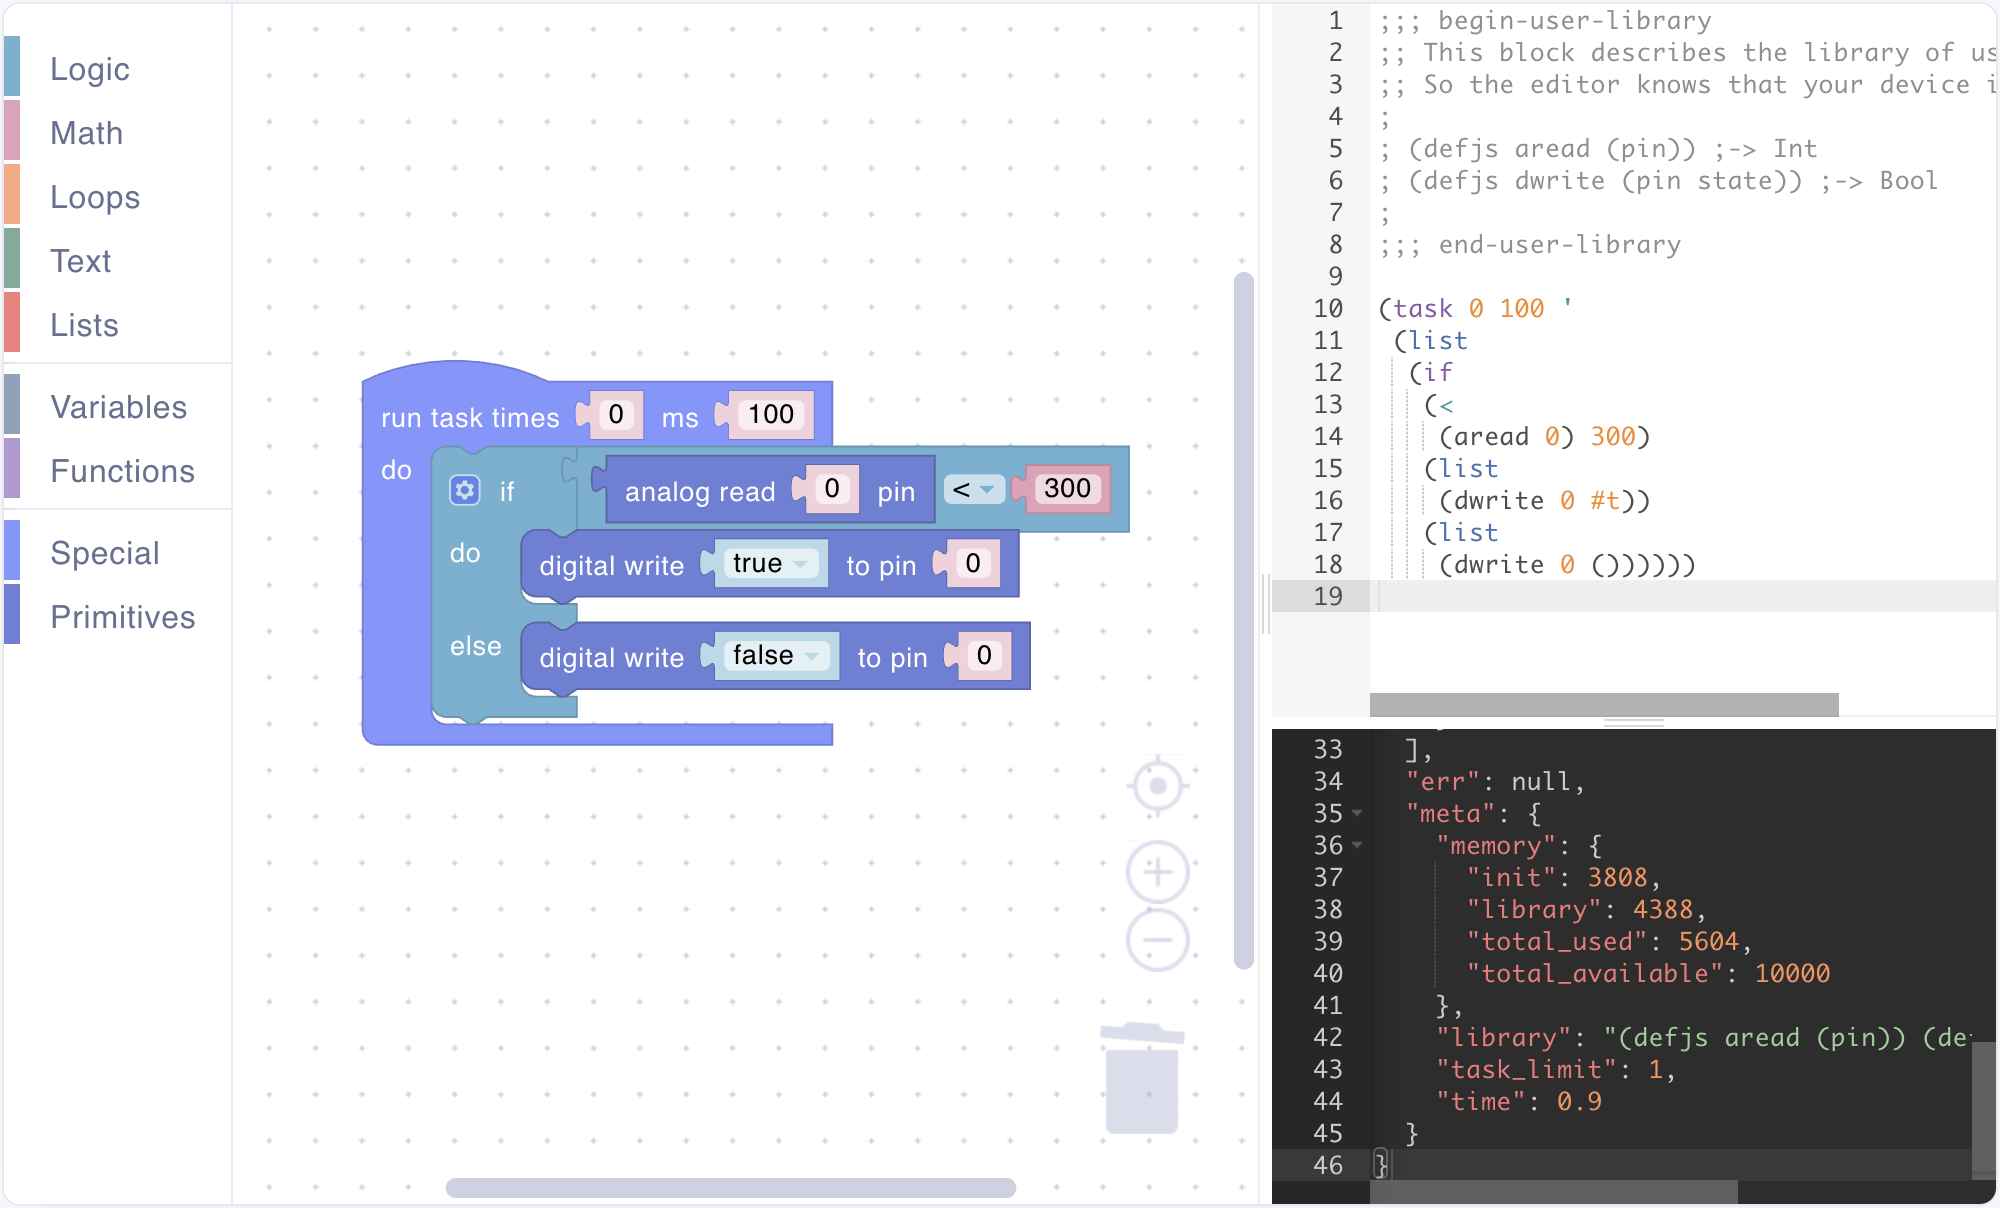 Logic
Math
Loops
Text
Lists
Variables
Functions
Special
Primitives
run task times 0 ms 100
do
if analog read 0 pin < 300
do digital write true to pin 0
else digital write false to pin 0
1 ;;; begin-user-library
2 ;; This block describes the library of us
3 ;; So the editor knows that your device i
4 ;
5 ; (defjs aread (pin)) ;-> Int
6 ; (defjs dwrite (pin state)) ;-> Bool
7 ;
8 ;;; end-user-library
9
10 (task 0 100 '
11 (list
12 (if
13 (<
14 (aread 0) 300)
15 (list
16 (dwrite 0 #t))
17 (list
18 (dwrite 0 ())))))
19
33 ],
34 "err": null,
35 "meta": {
36 "memory": {
37 "init": 3808,
38 "library": 4388,
39 "total_used": 5604,
40 "total_available": 10000
41 },
42 "library": "(defjs aread (pin)) (de
43 "task_limit": 1,
44 "time": 0.9
45 }
46 }